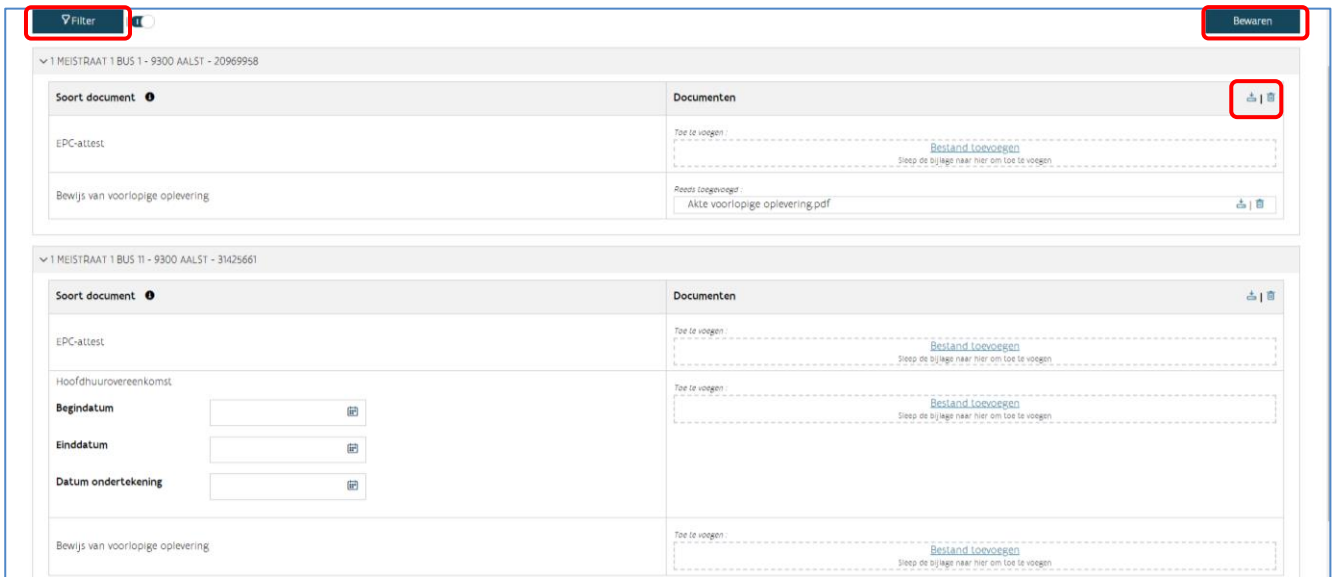 Filter
Bewaren
1 MEISTRAAT 1 BUS 1 - 9300 AALST - 20969958
Soort document
Documenten
EPC-attest
Toe te voegen :
Bestand toevoegen
Sleep de bijlage naar hier om toe te voegen
Bewijs van voorlopige oplevering
Reeds toegevoegd :
Akte voorlopige oplevering.pdf
1 MEISTRAAT 1 BUS 11 - 9300 AALST - 31425661
Soort document
Documenten
EPC-attest
Toe te voegen :
Bestand toevoegen
Sleep de bijlage naar hier om toe te voegen
Hoofdhuurovereenkomst
Toe te voegen :
Bestand toevoegen
Sleep de bijlage naar hier om toe te voegen
Begindatum
Einddatum
Datum ondertekening
Bewijs van voorlopige oplevering
Toe te voegen :
Bestand toevoegen
Sleep de bijlage naar hier om toe te voegen